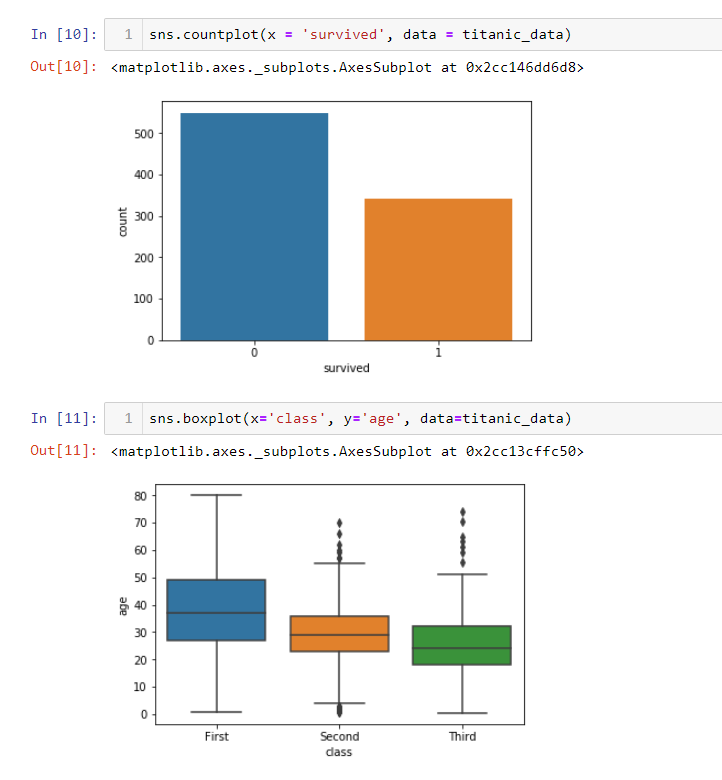 In [10]: 1 sns.countplot(x = 'survived', data = titanic_data)
Out[10]: <matplotlib.axes._subplots.AxesSubplot at 0x2cc146dd6d8>
500
400
300
200
100
0
count
0 1
survived
In [11]: 1 sns.boxplot(x='class', y='age', data=titanic_data)
Out[11]: <matplotlib.axes._subplots.AxesSubplot at 0x2cc13cffc50>
80
70
60
50
40
30
20
10
0
age
First Second Third
class